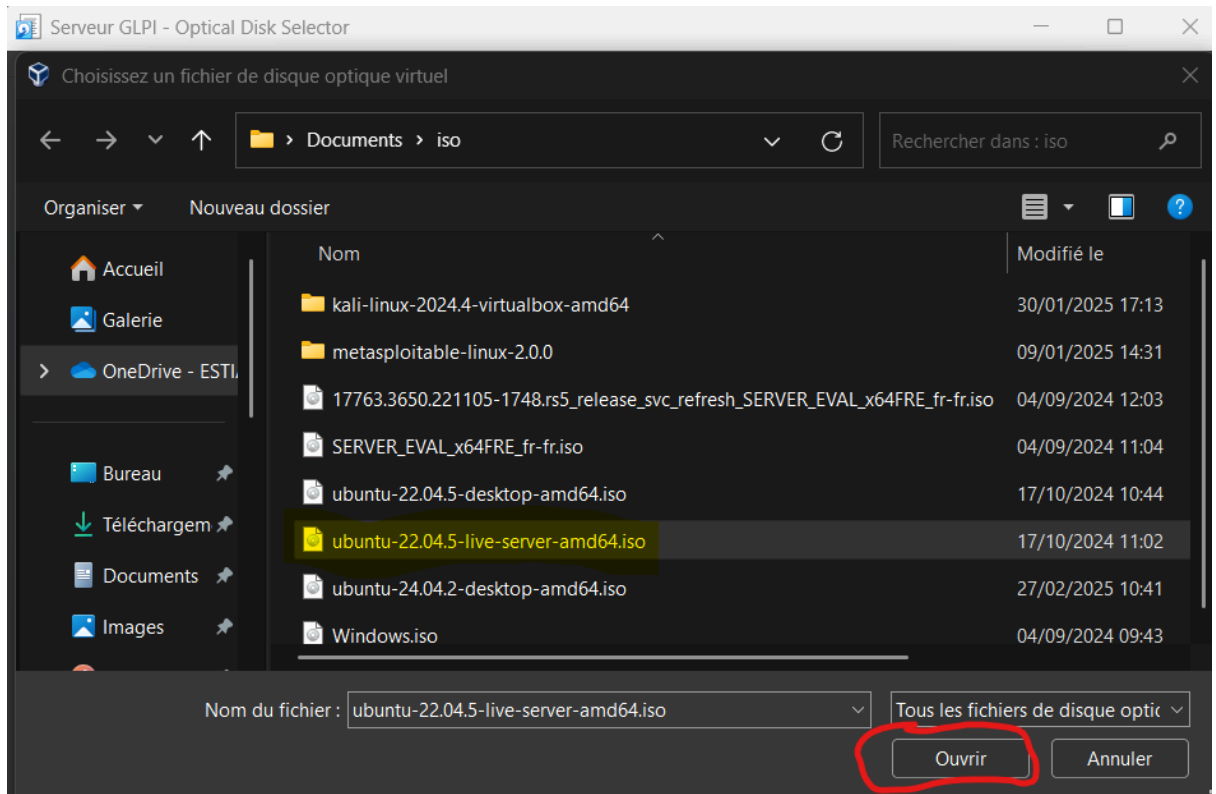 Serveur GLPI - Optical Disk Selector
Choisissez un fichier de disque optique virtuel
Documents > iso
Rechercher dans : iso
Organiser
Nouveau dossier
Nom
Modifié le
Accueil
Galerie
OneDrive - ESTI
Bureau
Téléchargem
Documents
Images
kali-linux-2024.4-virtualbox-amd64 30/01/2025 17:13
metasploitable-linux-2.0.0 09/01/2025 14:31
17763.3650.221105-1748.rs5_release_svc_refresh_SERVER_EVAL_x64FRE_fr-fr.iso 04/09/2024 12:03
SERVER_EVAL_x64FRE_fr-fr.iso 04/09/2024 11:04
ubuntu-22.04.5-desktop-amd64.iso 17/10/2024 10:44
ubuntu-22.04.5-live-server-amd64.iso 17/10/2024 11:02
ubuntu-24.04.2-desktop-amd64.iso 27/02/2025 10:41
Windows.iso 04/09/2024 09:43
Nom du fichier : ubuntu-22.04.5-live-server-amd64.iso
Tous les fichiers de disque optic
Ouvrir
Annuler